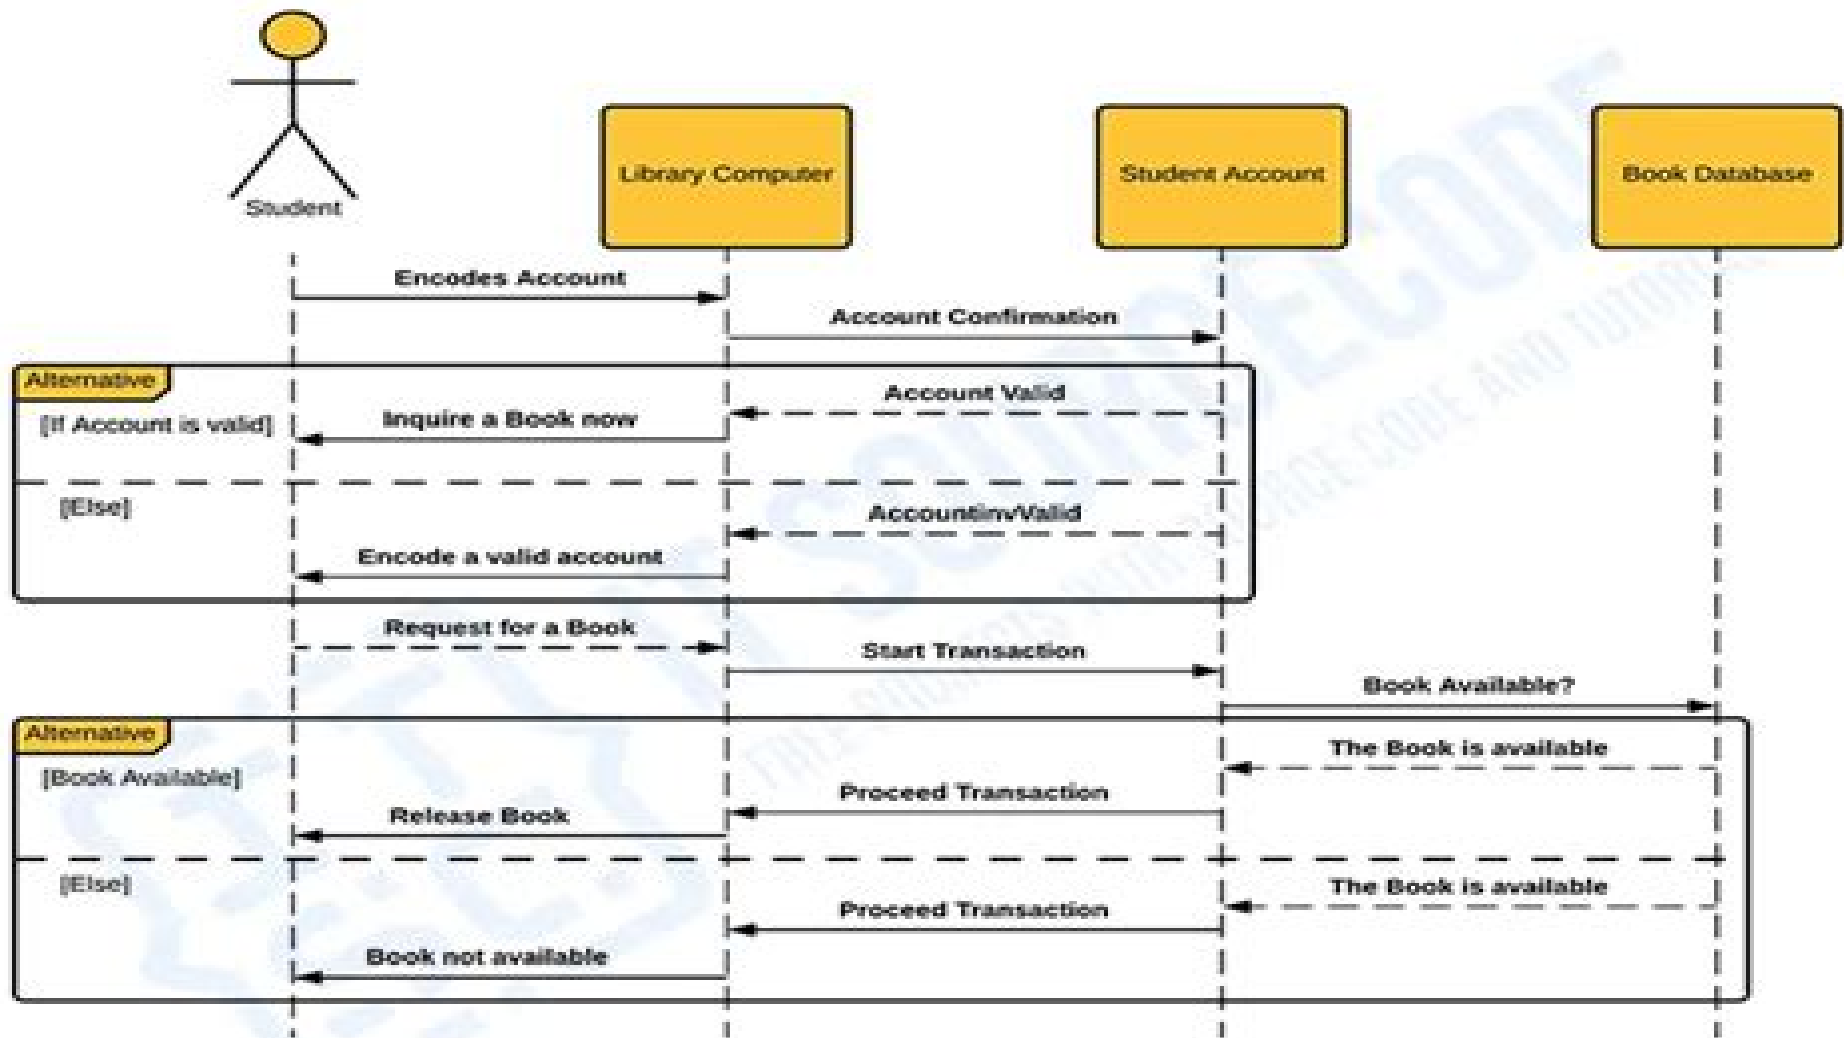 Student
Library Computer
Student Account
Book Database
Encodes Account
Account Confirmation
Alternative
[If Account is valid]
Account Valid
Inquire a Book now
[Else]
AccountinvValid
Encode a valid account
Request for a Book
Start Transaction
Book Available?
Alternative
[Book Available]
The Book is available
Proceed Transaction
Release Book
[Else]
The Book is available
Proceed Transaction
Book not available
IT SOURCECODE